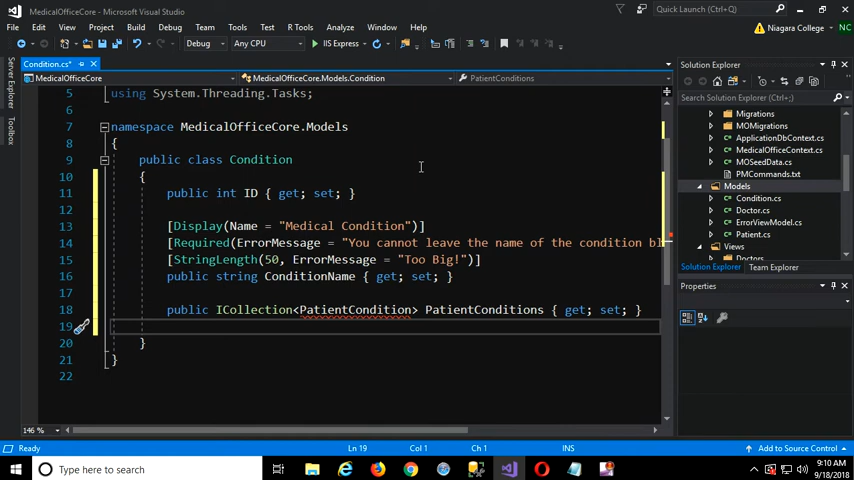 MedicalOfficeCore - Microsoft Visual Studio
Quick Launch (Ctrl+Q)
File Edit View Project Build Debug Team Tools Test R Tools Analyze Window Help
Niagara College NC
Debug Any CPU IIS Express
Condition.cs*
MedicalOfficeCore MedicalOfficeCore.Models.Condition PatientConditions
Server Explorer
Toolbox
5 using System.Threading.Tasks;
6
7 namespace MedicalOfficeCore.Models
8 {
9 public class Condition
10 {
11 public int ID { get; set; }
12
13 [Display(Name = "Medical Condition")]
14 [Required(ErrorMessage = "You cannot leave the name of the condition bl
15 [StringLength(50, ErrorMessage = "Too Big!")]
16 public string ConditionName { get; set; }
17
18 public ICollection<PatientCondition> PatientConditions { get; set; }
19
20 }
21 }
22
146 %
Solution Explorer
Search Solution Explorer (Ctrl+;)
Migrations
MOMigrations
ApplicationDbContext.cs
MedicalOfficeContext.cs
MOSeedData.cs
PMCommands.txt
Models
Condition.cs
Doctor.cs
ErrorViewModel.cs
Patient.cs
Views
Doctors
Solution Explorer Team Explorer
Properties
Ready Ln 19 Col 1 Ch 1 INS Add to Source Control
Type here to search
9:10 AM
9/18/2018